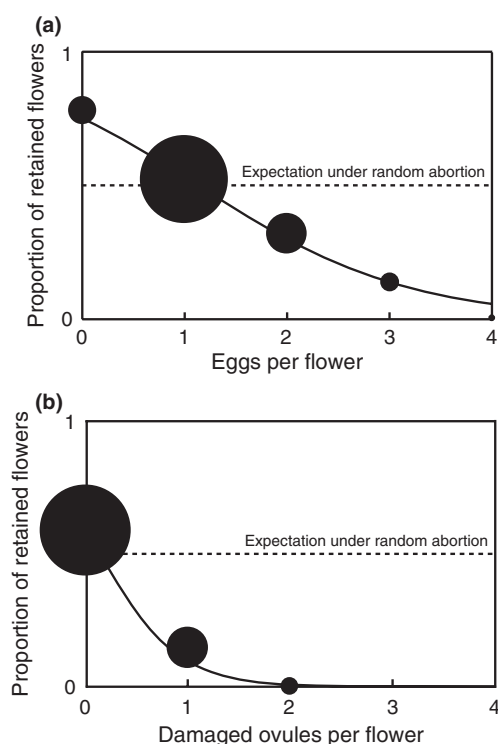 (a)
1
Proportion of retained flowers
Expectation under random abortion
0
0 1 2 3 4
Eggs per flower
(b)
1
Proportion of retained flowers
Expectation under random abortion
0
0 1 2 3 4
Damaged ovules per flower